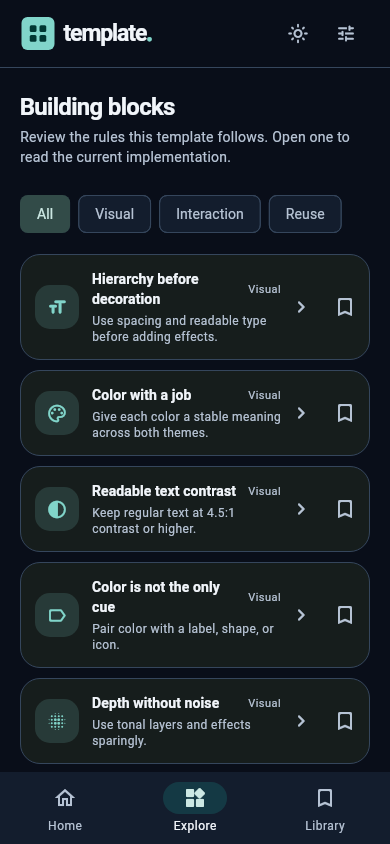 template.
Building blocks
Review the rules this template follows. Open one to
read the current implementation.
All
Visual
Interaction
Reuse
Hierarchy before
decoration
Visual
Use spacing and readable type
before adding effects.
Color with a job
Visual
Give each color a stable meaning
across both themes.
Readable text contrast
Visual
Keep regular text at 4.5:1
contrast or higher.
Color is not the only
cue
Visual
Pair color with a label, shape, or
icon.
Depth without noise
Visual
Use tonal layers and effects
sparingly.
Home
Explore
Library